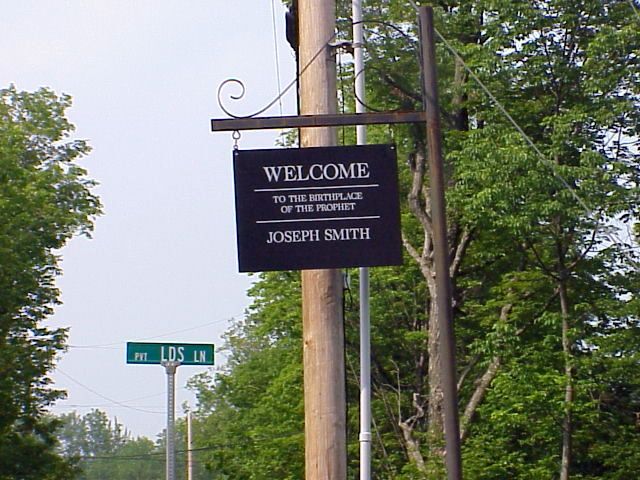 WELCOME
TO THE BIRTHPLACE
OF THE PROPHET
JOSEPH SMITH
PVT LDS LN